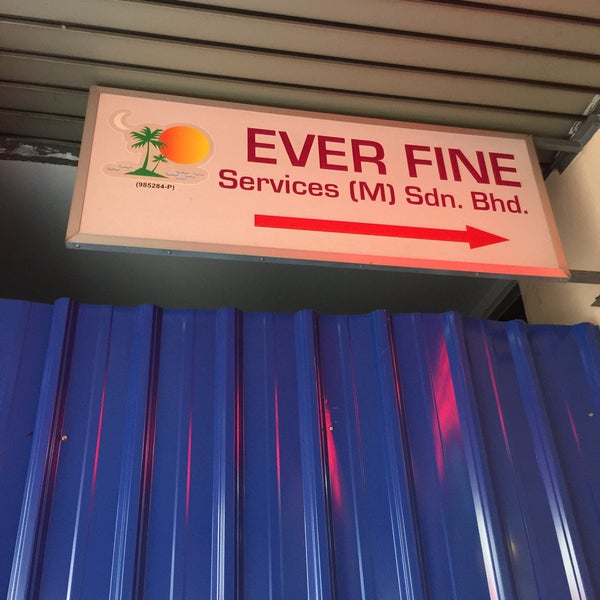 EVER FINE
Services (M) Sdn. Bhd.
(985284-P)